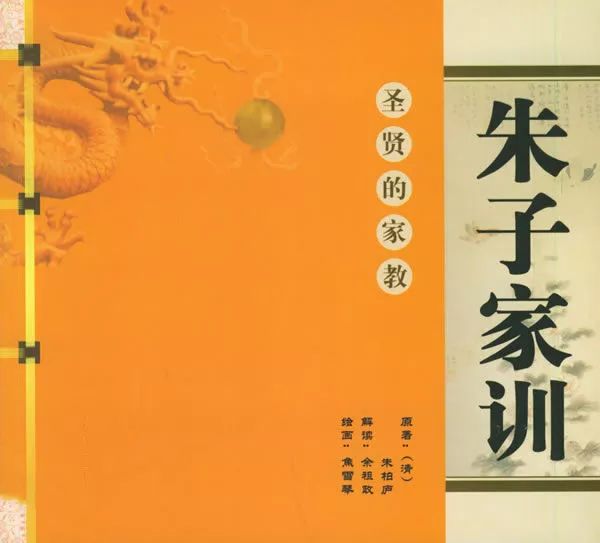 朱子家训
圣贤的家教
原著：（清）朱柏庐
解读：余祖政
绘画：焦雪琴